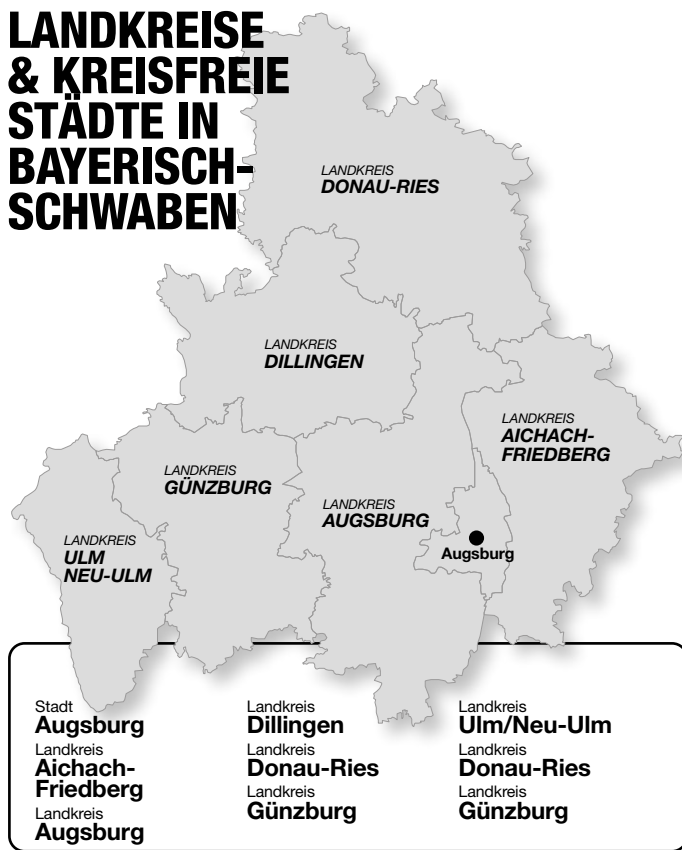 LANDKREISE
& KREISFREIE
STÄDTE IN
BAYERISCH-
SCHWABEN
LANDKREIS
DONAU-RIES
LANDKREIS
DILLINGEN
LANDKREIS
AICHACH-
FRIEDBERG
LANDKREIS
GÜNZBURG
LANDKREIS
AUGSBURG
LANDKREIS
ULM
NEU-ULM
Augsburg
Stadt
Augsburg
Landkreis
Aichach-
Friedberg
Landkreis
Augsburg
Landkreis
Dillingen
Landkreis
Donau-Ries
Landkreis
Günzburg
Landkreis
Ulm/Neu-Ulm
Landkreis
Donau-Ries
Landkreis
Günzburg